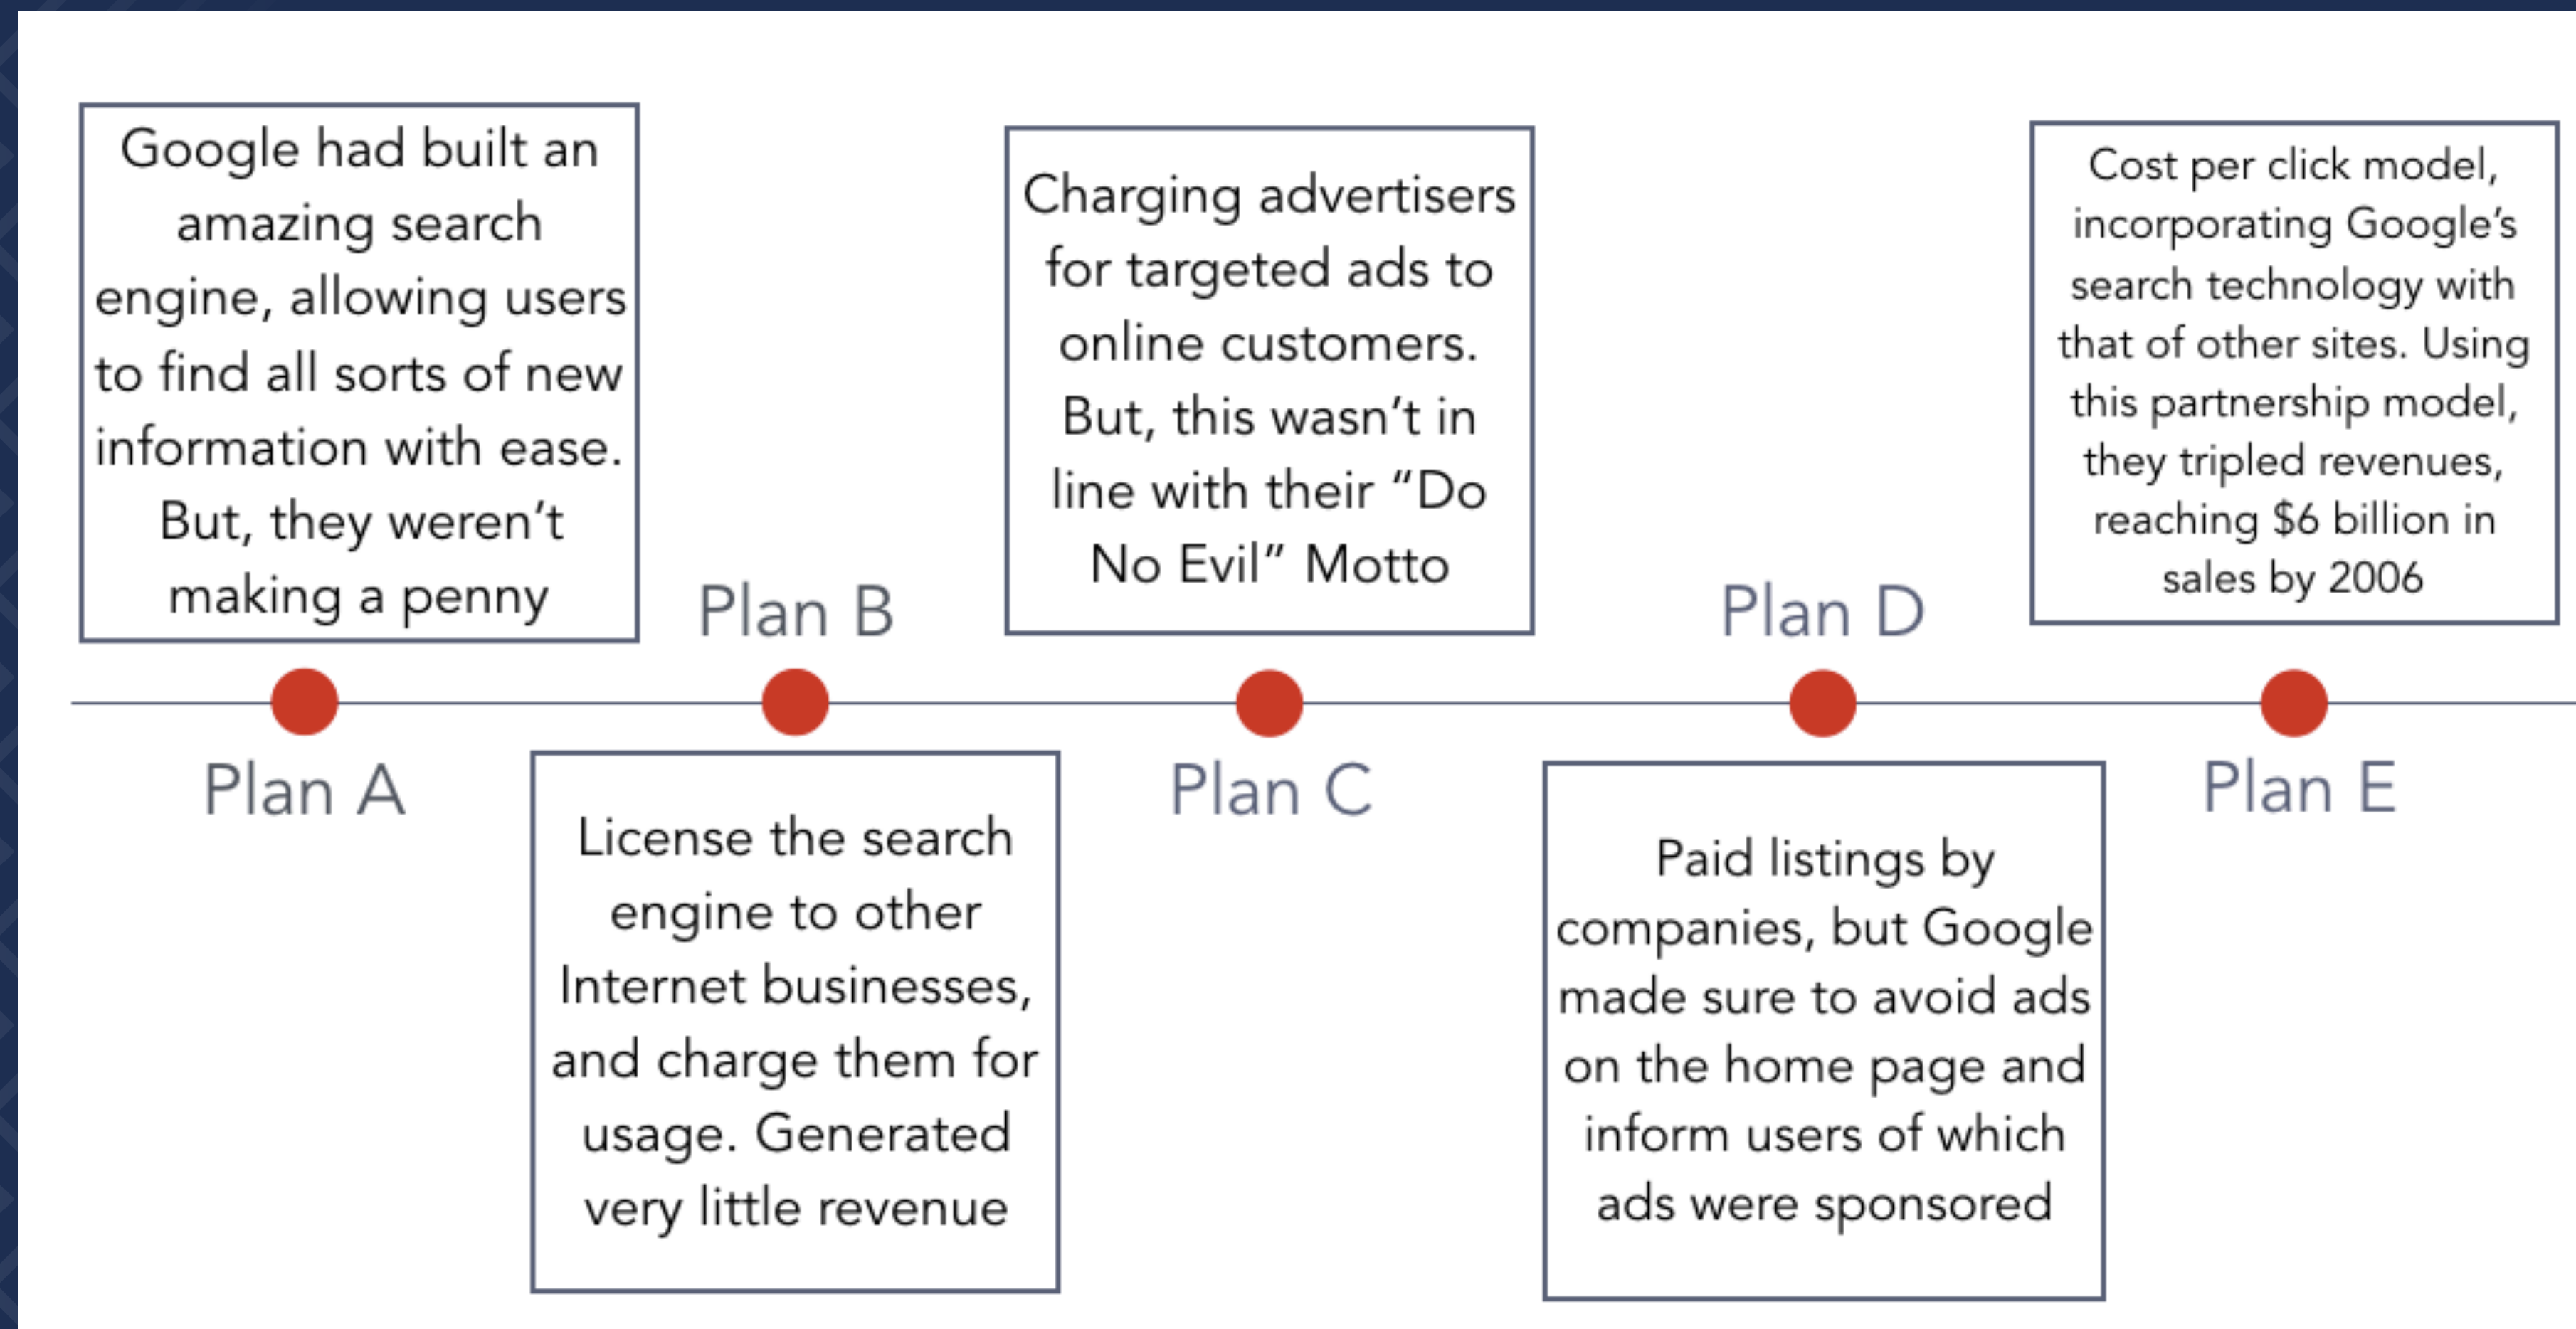 Google had built an
amazing search
engine, allowing users
to find all sorts of new
information with ease.
But, they weren’t
making a penny
Plan A
Plan B
License the search
engine to other
Internet businesses,
and charge them for
usage. Generated
very little revenue
Charging advertisers
for targeted ads to
online customers.
But, this wasn’t in
line with their “Do
No Evil” Motto
Plan C
Plan D
Paid listings by
companies, but Google
made sure to avoid ads
on the home page and
inform users of which
ads were sponsored
Cost per click model,
incorporating Google’s
search technology with
that of other sites. Using
this partnership model,
they tripled revenues,
reaching $6 billion in
sales by 2006
Plan E